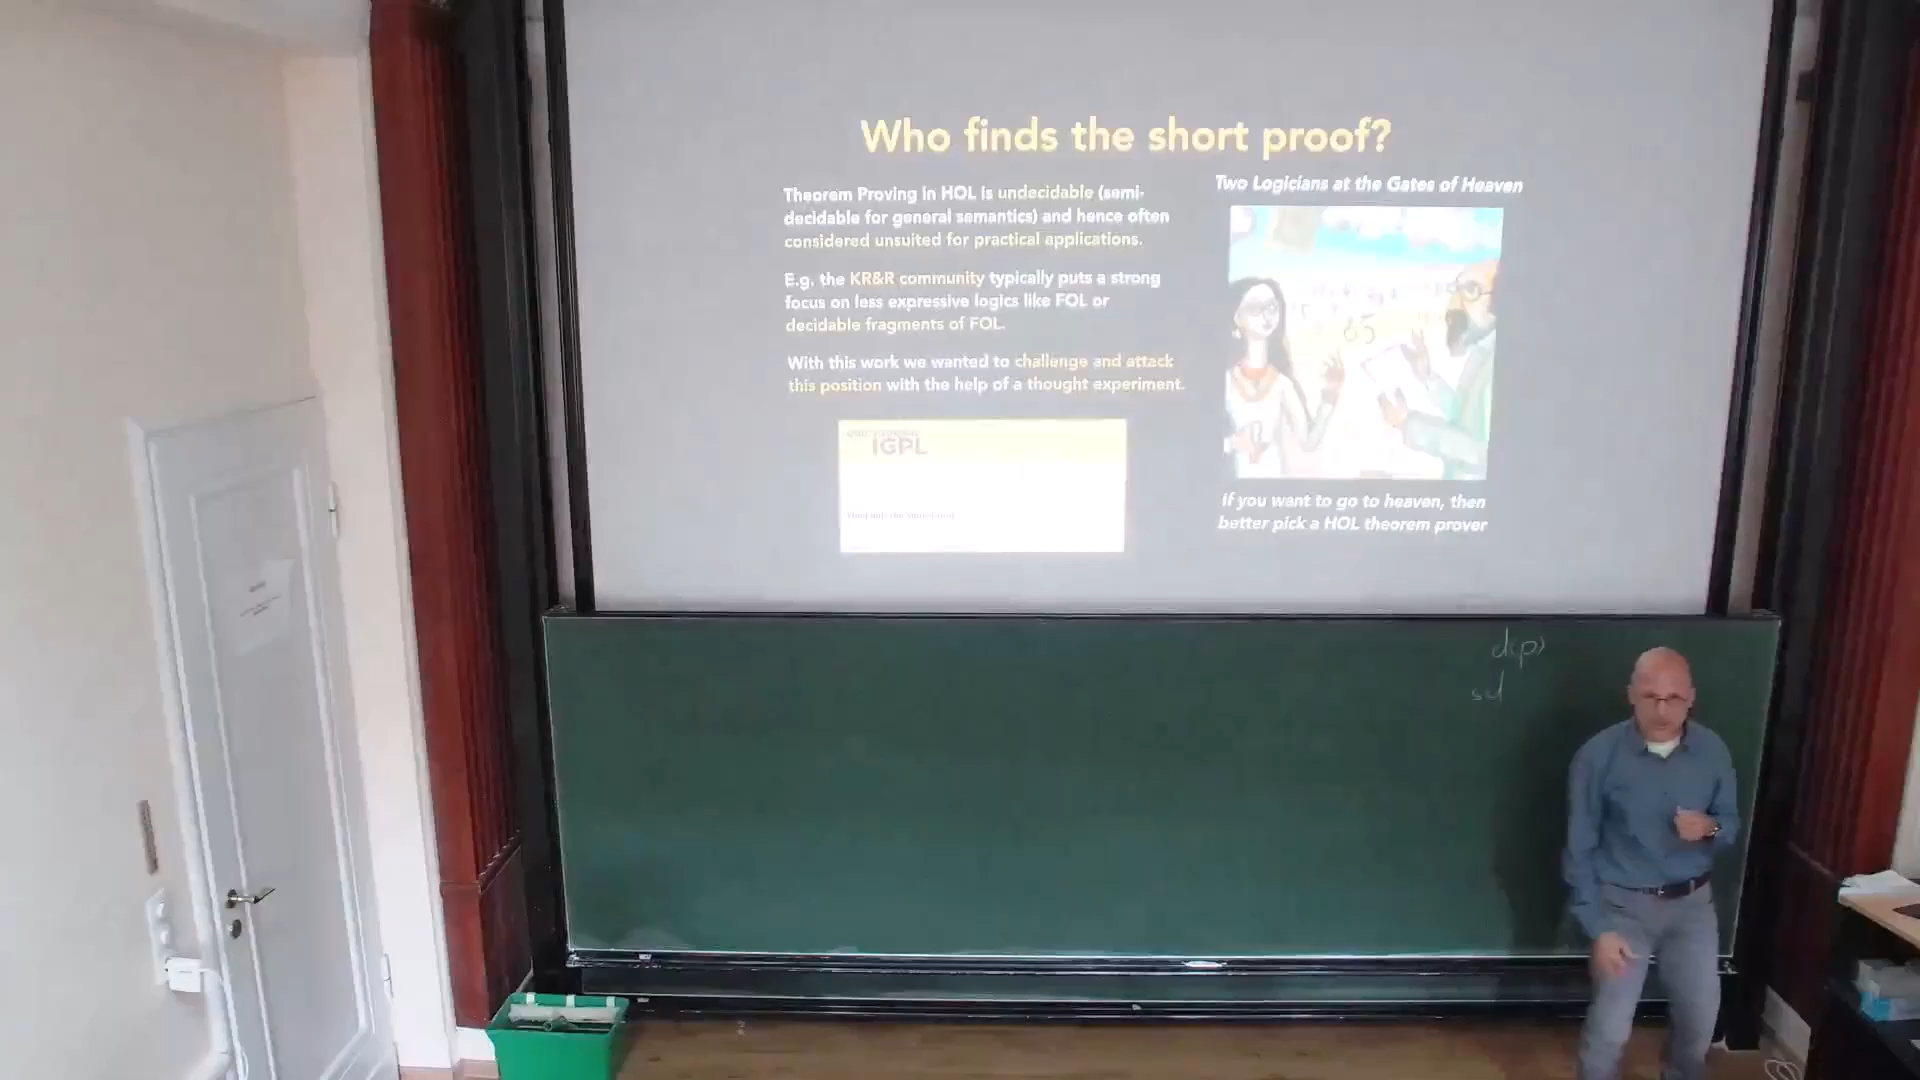 Who finds the short proof?
Theorem Proving in HOL is undecidable (semi-
decidable for general semantics) and hence often
considered unsuited for practical applications.
E.g. the KR&R community typically puts a strong
focus on less expressive logics like FOL or
decidable fragments of FOL.
With this work we wanted to challenge and attack
this position with the help of a thought experiment.
IGPL
Two Logicians at the Gates of Heaven
If you want to go to heaven, then
better pick a HOL theorem prover